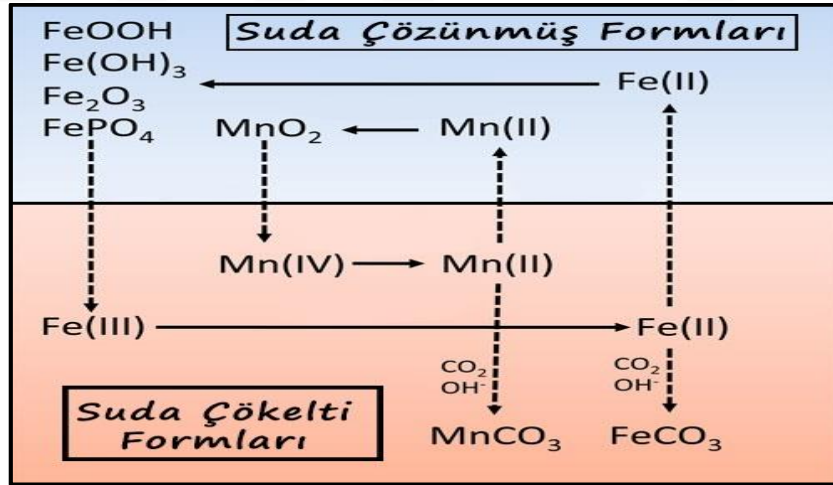 FeOOH
Suda Çözünmüş Formları
Fe(OH)₃
Fe(II)
Fe₂O₃
FePO₄
MnO₂
Mn(II)
Mn(IV)
Mn(II)
Fe(III)
Fe(II)
CO₂
OH⁻
CO₂
OH⁻
Suda Çökelti
Formları
MnCO₃
FeCO₃